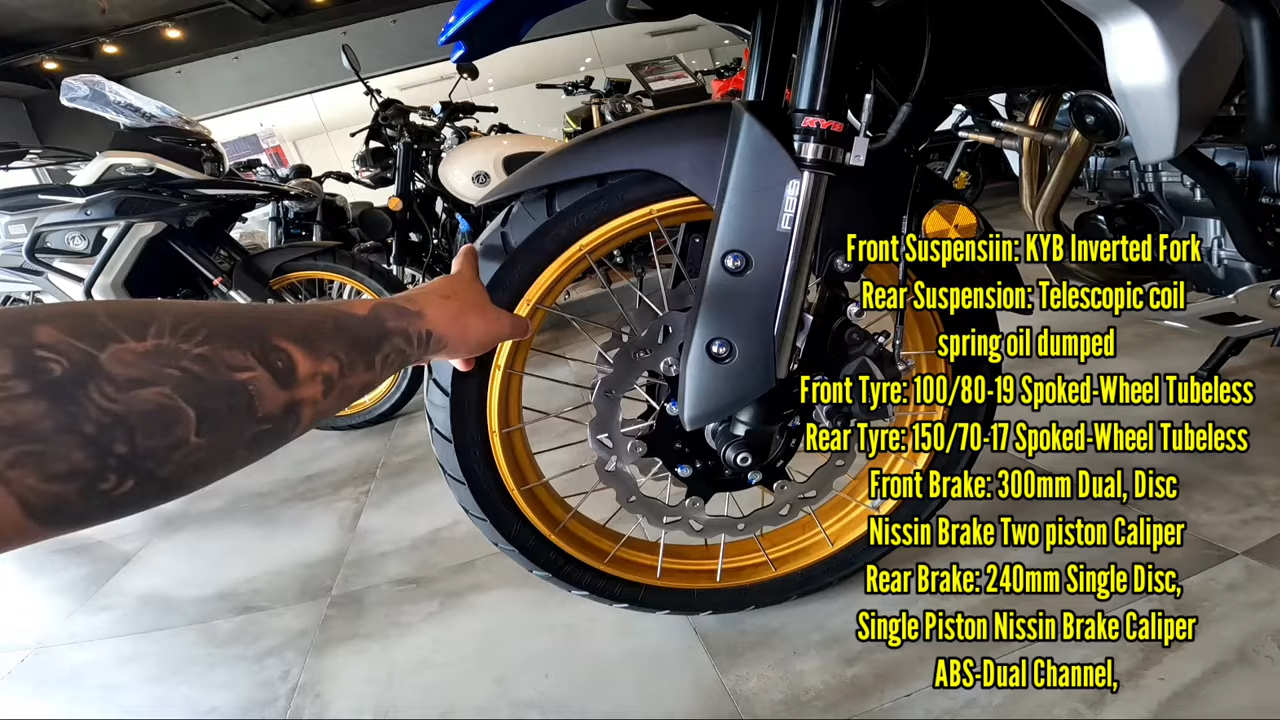 KYB
ABS
Front Suspensiin: KYB Inverted Fork
Rear Suspension: Telescopic coil
spring oil dumped
Front Tyre: 100/80-19 Spoked-Wheel Tubeless
Rear Tyre: 150/70-17 Spoked-Wheel Tubeless
Front Brake: 300mm Dual, Disc
Nissin Brake Two piston Caliper
Rear Brake: 240mm Single Disc,
Single Piston Nissin Brake Caliper
ABS-Dual Channel,